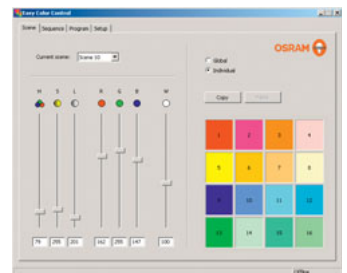 Easy Color Control
Scene Sequence Program Setup
OSRAM
Current scene: Scene 10
Global
Individual
H S L R G B W
Copy
1 2 3 4
5 6 7 8
9 10 11 12
13 14 15 16
79 255 201 162 255 147 100
Offline